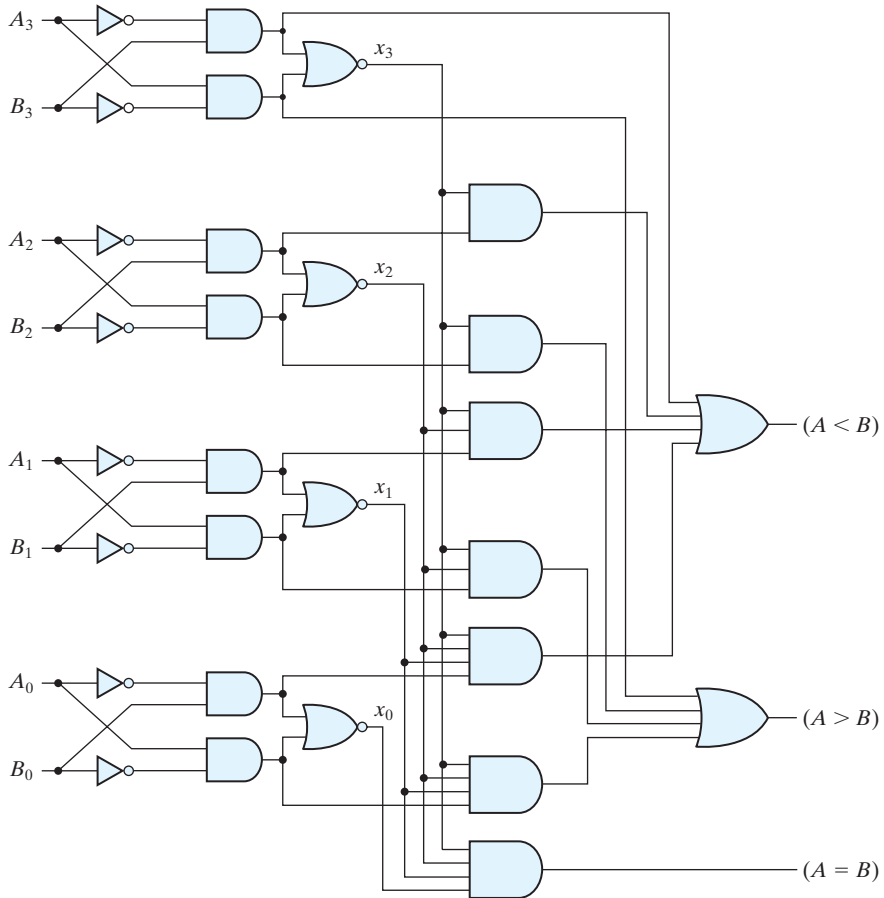 A₃
x₃
B₃
A₂
x₂
B₂
(A < B)
A₁
x₁
B₁
A₀
x₀
(A > B)
B₀
(A = B)